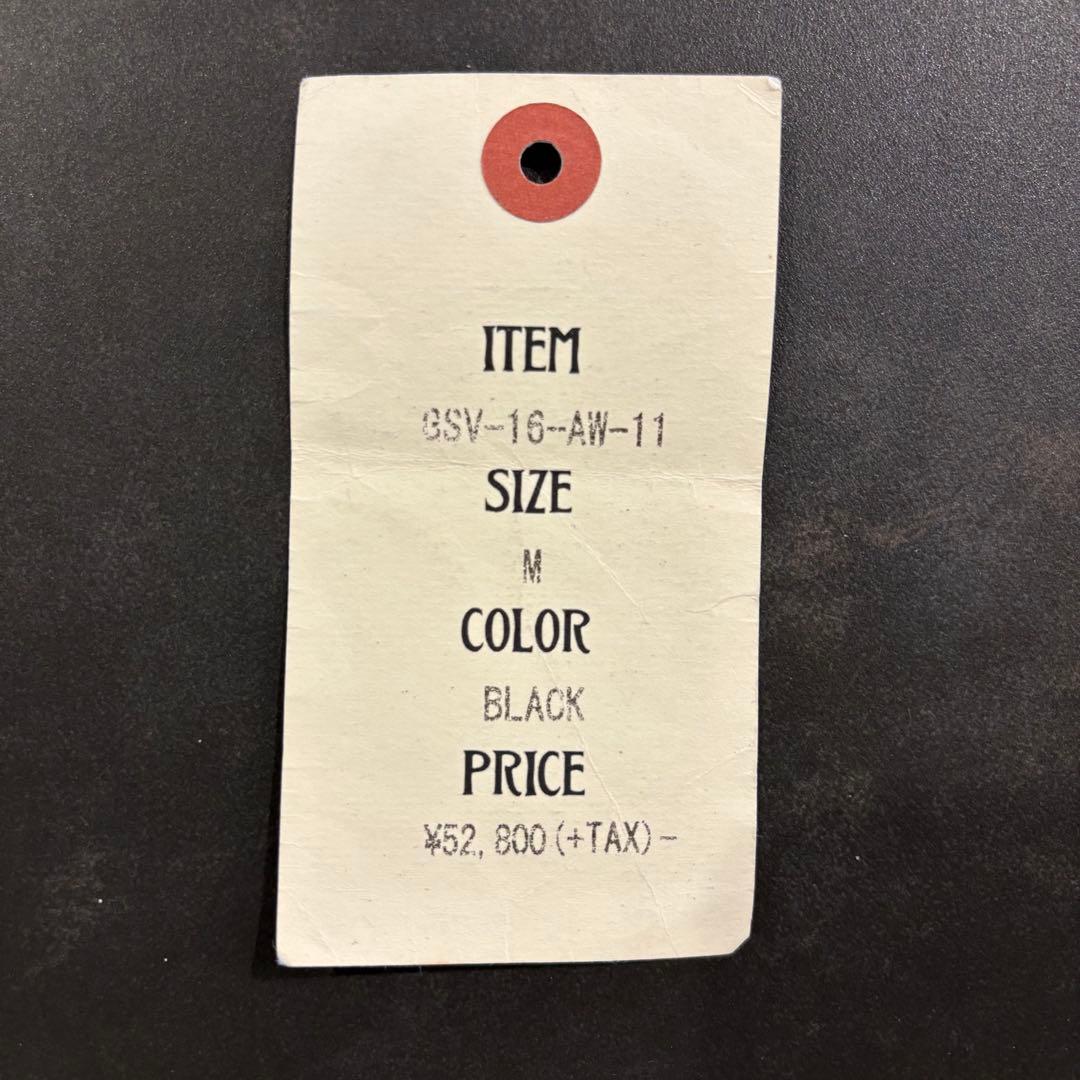 ITEM
GSV-16-AW-11
SIZE
M
COLOR
BLACK
PRICE
¥52,800(+TAX)-